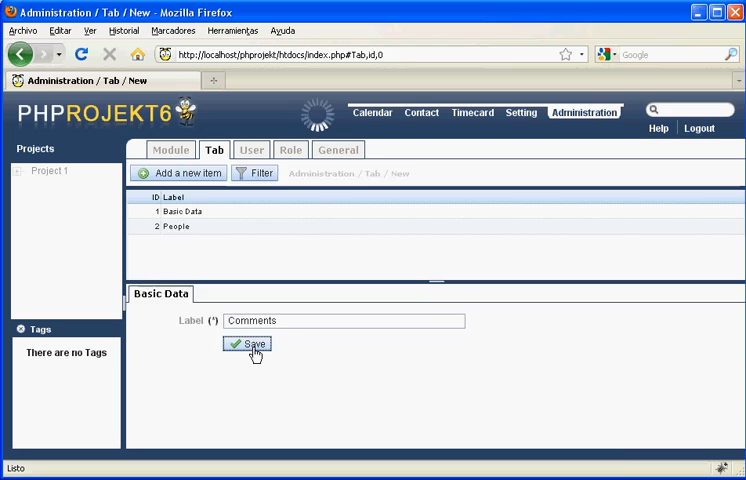 Administration / Tab / New - Mozilla Firefox
Archivo Editar Ver Historial Marcadores Herramientas Ayuda
http://localhost/phprojekt/htdocs/index.php#Tab,id,0
Google
Administration / Tab / New
PHPROJEKT6
Calendar Contact Timecard Setting Administration
Help Logout
Projects
Project 1
Module Tab User Role General
Add a new item Filter Administration / Tab / New
ID Label
1 Basic Data
2 People
Basic Data
Label (*) Comments
Save
Tags
There are no Tags
Listo